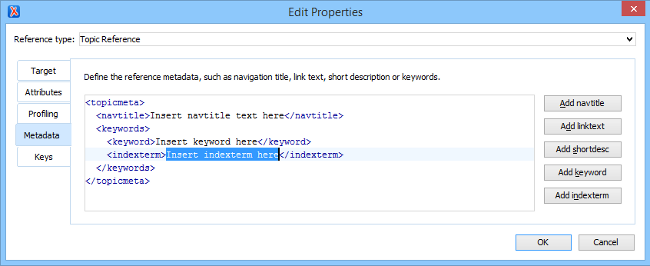 Edit Properties
Reference type: Topic Reference
Target
Attributes
Profiling
Metadata
Keys
Define the reference metadata, such as navigation title, link text, short description or keywords.
<topicmeta>
<navtitle>Insert navtitle text here</navtitle>
<keywords>
<keyword>Insert keyword here</keyword>
<indexterm>Insert indexterm here</indexterm>
</keywords>
</topicmeta>
Add navtitle
Add linktext
Add shortdesc
Add keyword
Add indexterm
OK
Cancel